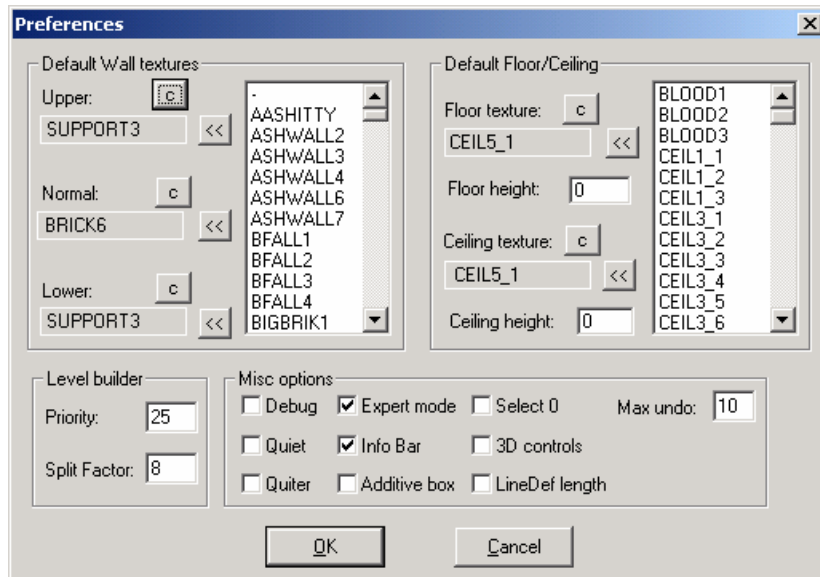 Preferences
Default Wall textures
Upper: c
SUPPORT3 <<
Normal: c
BRICK6 <<
Lower: c
SUPPORT3 <<
-
AASHITTY
ASHWALL2
ASHWALL3
ASHWALL4
ASHWALL6
ASHWALL7
BFALL1
BFALL2
BFALL3
BFALL4
BIGBRIK1
Default Floor/Ceiling
Floor texture: c
CEIL5_1 <<
Floor height: 0
Ceiling texture: c
CEIL5_1 <<
Ceiling height: 0
BLOOD1
BLOOD2
BLOOD3
CEIL1_1
CEIL1_2
CEIL1_3
CEIL3_1
CEIL3_2
CEIL3_3
CEIL3_4
CEIL3_5
CEIL3_6
Level builder
Priority: 25
Split Factor: 8
Misc options
Debug Expert mode Select 0 Max undo: 10
Quiet Info Bar 3D controls
Quiter Additive box LineDef length
OK Cancel